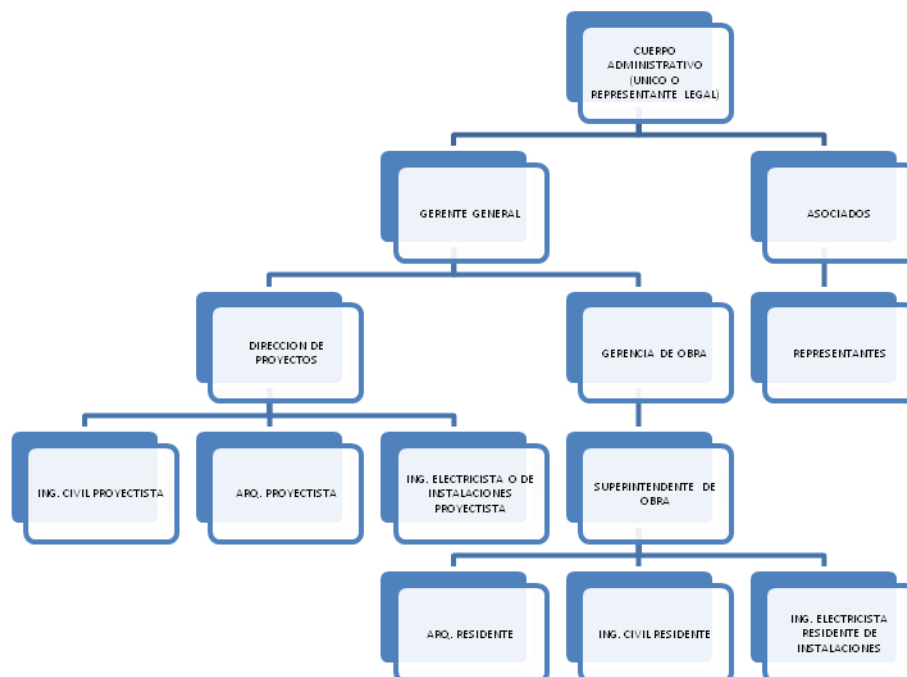 CUERPO
ADMINISTRATIVO
(UNICO O
REPRESENTANTE LEGAL)
GERENTE GENERAL
ASOCIADOS
DIRECCION DE
PROYECTOS
GERENCIA DE OBRA
REPRESENTANTES
ING. CIVIL PROYECTISTA
ARQ. PROYECTISTA
ING. ELECTRICISTA O DE
INSTALACIONES
PROYECTISTA
SUPERINTENDENTE DE
OBRA
ARQ. RESIDENTE
ING. CIVIL RESIDENTE
ING. ELECTRICISTA
RESIDENTE DE
INSTALACIONES